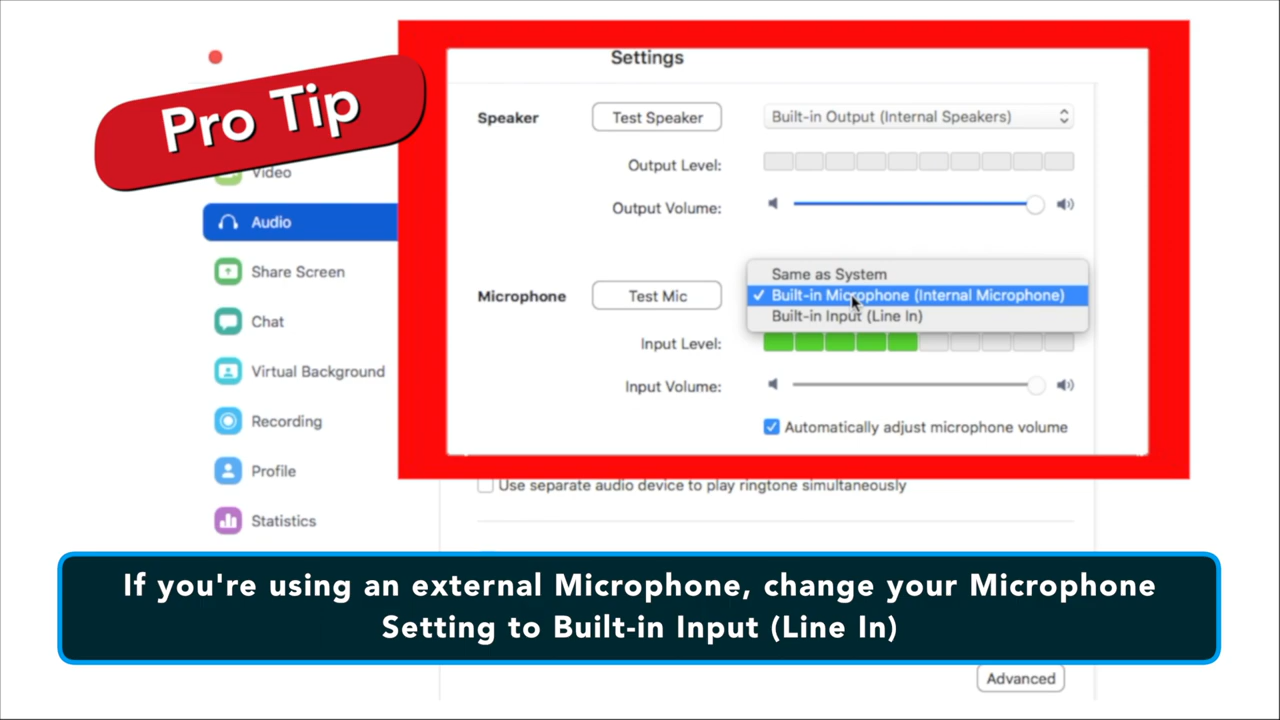 Settings
Pro Tip
Video
Audio
Share Screen
Chat
Virtual Background
Recording
Profile
Statistics
Speaker
Test Speaker
Built-in Output (Internal Speakers)
Output Level:
Output Volume:
Microphone
Test Mic
Same as System
Built-in Microphone (Internal Microphone)
Built-in Input (Line In)
Input Level:
Input Volume:
Automatically adjust microphone volume
Use separate audio device to play ringtone simultaneously
If you're using an external Microphone, change your Microphone
Setting to Built-in Input (Line In)
Advanced